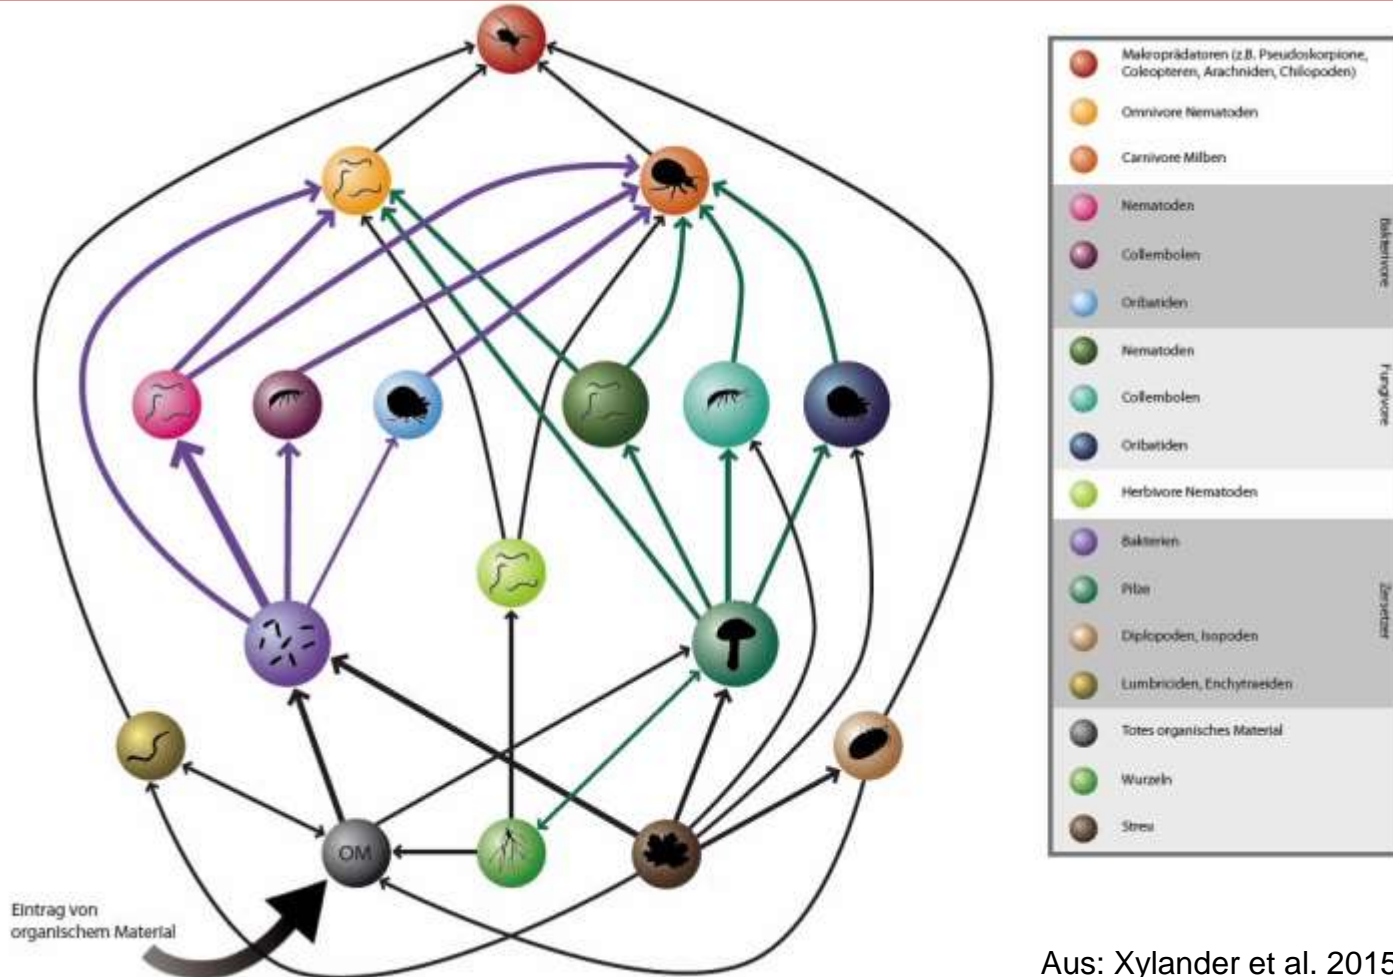 Makroprädatoren (z.B. Pseudoskorpione,
Coleopteren, Arachniden, Chilopoden)
Omnivore Nematoden
Carnivore Milben
Nematoden
Collembolen
Oribatiden
Bakterivore
Nematoden
Collembolen
Oribatiden
Fungivore
Herbivore Nematoden
Bakterien
Pilze
Diplopoden, Isopoden
Lumbriciden, Enchytraeiden
Zersetzer
Totes organisches Material
Wurzeln
Streu
OM
Eintrag von
organischem Material
Aus: Xylander et al. 2015